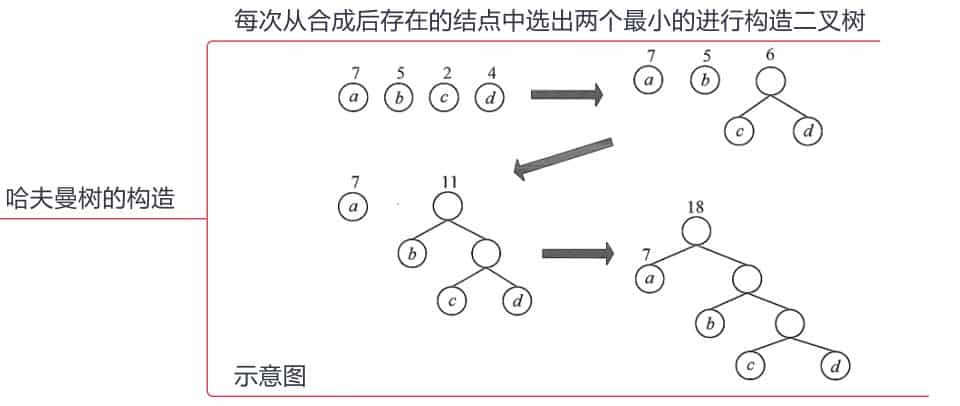 每次从合成后存在的结点中选出两个最小的进行构造二叉树
7 5 2 4
a b c d
7 5 6
a b
c d
哈夫曼树的构造
7 11
a
b
c d
18
7
a
b
c d
示意图